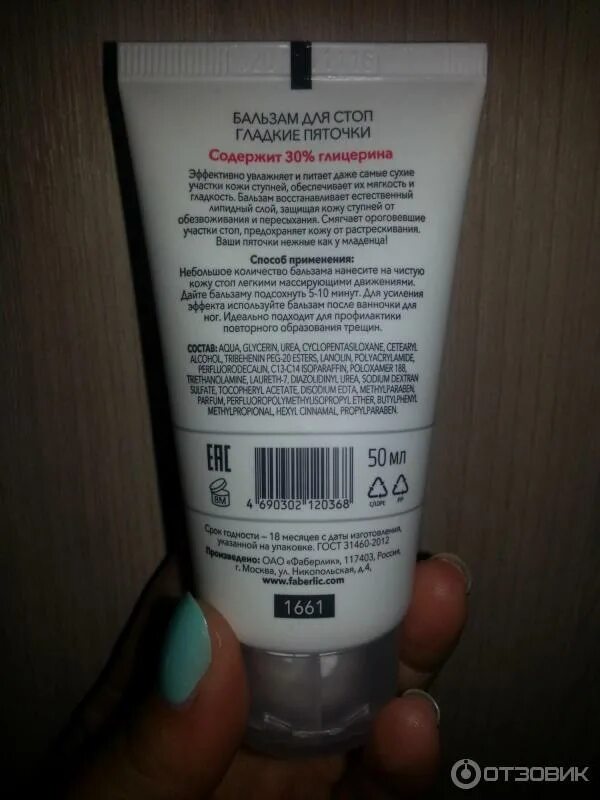 БАЛЬЗАМ ДЛЯ СТОП
ГЛАДКИЕ ПЯТОЧКИ
Содержит 30% глицерина
Эффективно увлажняет и питает даже самые сухие
участки кожи ступней, обеспечивает их мягкость и
гладкость. Бальзам восстанавливает естественный
липидный слой, защищая кожу ступней от
обезвоживания и пересыхания. Смягчает ороговевшие
участки стоп, предохраняет кожу от растрескивания.
Ваши пяточки нежные как у младенца!
Способ применения:
Небольшое количество бальзама нанесите на чистую
кожу стоп легкими массирующими движениями.
Дайте бальзаму подсохнуть 5-10 минут. Для усиления
эффекта используйте бальзам после ванночки для
ног. Идеально подходит для профилактики
повторного образования трещин.
СОСТАВ: AQUA, GLYCERIN, UREA, CYCLOPENTASILOXANE, CETEARYL
ALCOHOL, TRIBEHENIN PEG-20 ESTERS, LANOLIN, POLYACRYLAMIDE,
PERFLUORODECALIN, C13-C14 ISOPARAFFIN, POLOXAMER 188,
TRIETHANOLAMINE, LAURETH-7, DIAZOLIDINYL UREA, SODIUM DEXTRAN
SULFATE, TOCOPHERYL ACETATE, DISODIUM EDTA, METHYLPARABEN,
PARFUM, PERFLUOROPOLYMETHYLISOPROPYL ETHER, BUTYLPHENYL
METHYLPROPIONAL, HEXYL CINNAMAL, PROPYLPARABEN.
EAC
8M
4 690302 120368
50 МЛ
C/LDPE
PP
Срок годности – 18 месяцев с даты изготовления,
указанной на упаковке. ГОСТ 31460-2012
Произведено: ОАО «Фаберлик», 117403, Россия,
г. Москва, ул. Никопольская, д.4,
www.faberlic.com
1661
ОТЗОВИК